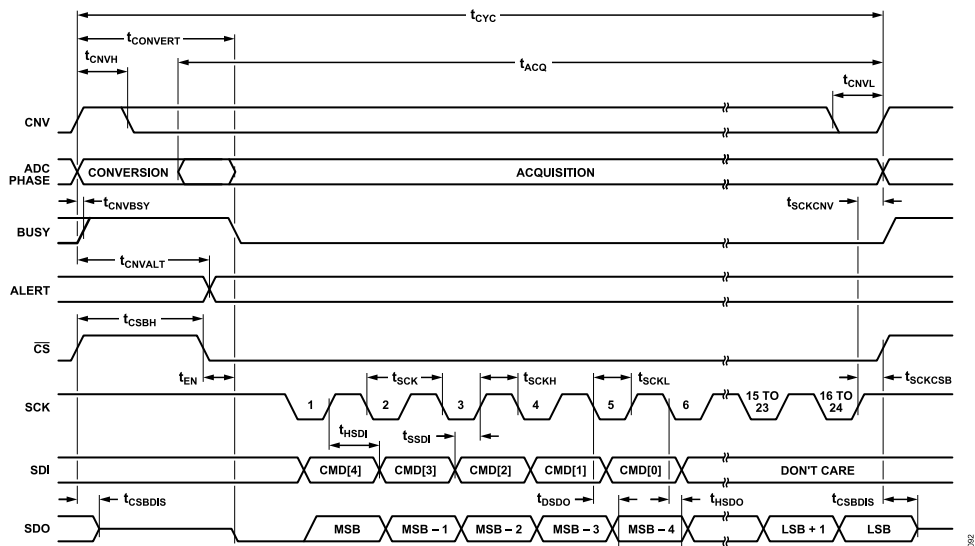 tCYC
tCONVERT
tCNVH
tACQ
tCNVL
CNV
ADC
PHASE
CONVERSION
ACQUISITION
tCNVBSY
tSCKCNV
BUSY
tCNVALT
ALERT
tCSBH
CS
tEN
tSCK
tSCKH
tSCKL
tSCKCSB
SCK
1 2 3 4 5 6
15 TO
23
16 TO
24
tHSDI
tSSDI
SDI
CMD[4] CMD[3] CMD[2] CMD[1] CMD[0] DON'T CARE
tCSBDIS
tDSDO
tHSDO
tCSBDIS
SDO
MSB MSB – 1 MSB – 2 MSB – 3 MSB – 4 LSB + 1 LSB
092